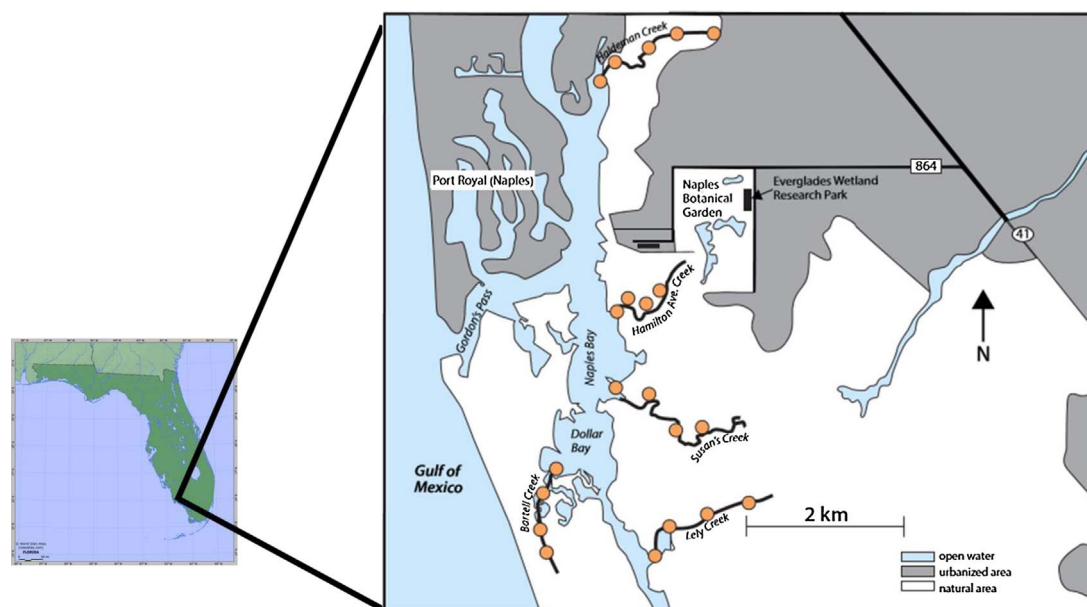 Haldeman Creek
Port Royal (Naples)
864
Naples
Botanical
Garden
Everglades Wetland
Research Park
41
Gordon's Pass
Hamilton Ave. Creek
N
Naples Bay
Dollar
Bay
Susan's Creek
Gulf of
Mexico
Bartell Creek
Lely Creek
2 km
open water
urbanized area
natural area
FLORIDA